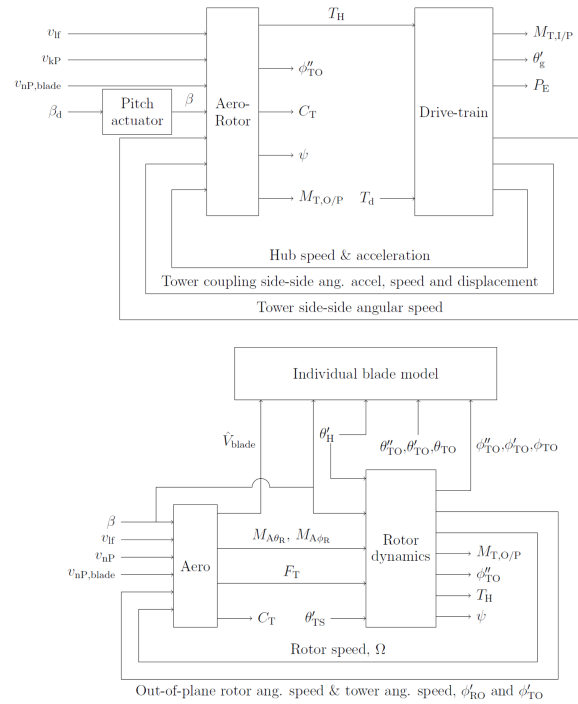 T_H
v_lf
v_kP
v_nP,blade
β_d
Pitch
actuator
β
Aero-
Rotor
ϕ''_TO
C_T
ψ
M_T,O/P
T_d
Drive-train
M_T,I/P
θ'_g
P_E
Hub speed & acceleration
Tower coupling side-side ang. accel, speed and displacement
Tower side-side angular speed
Individual blade model
V̂_blade
θ'_H
θ''_TO,θ'_TO,θ_TO
ϕ''_TO,ϕ'_TO,ϕ_TO
β
v_lf
v_nP
v_nP,blade
Aero
M_Aθ_R, M_Aϕ_R
F_T
C_T
θ'_TS
Rotor
dynamics
M_T,O/P
ϕ''_TO
T_H
ψ
Rotor speed, Ω
Out-of-plane rotor ang. speed & tower ang. speed, ϕ'_RO and ϕ'_TO